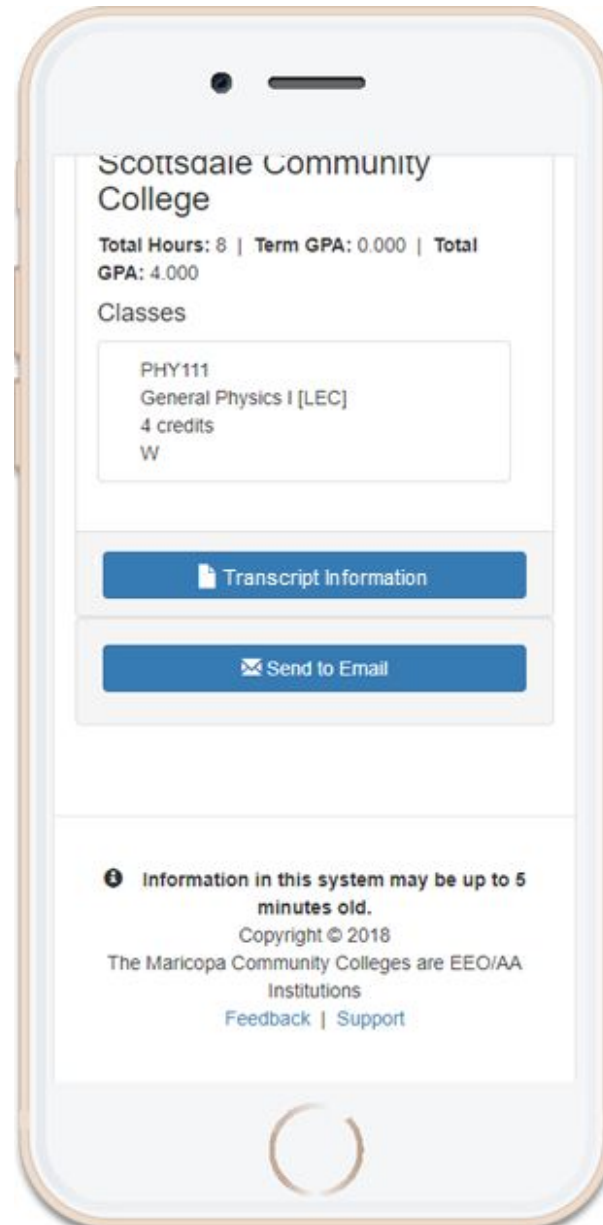 Scottsdale Community
College
Total Hours: 8 | Term GPA: 0.000 | Total
GPA: 4.000
Classes
PHY111
General Physics I [LEC]
4 credits
W
Transcript Information
Send to Email
Information in this system may be up to 5
minutes old.
Copyright © 2018
The Maricopa Community Colleges are EEO/AA
Institutions
Feedback | Support